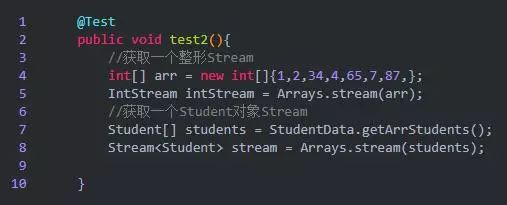 1 @Test
2 public void test2(){
3 //获取一个整形Stream
4 int[] arr = new int[]{1,2,34,4,65,7,87,};
5 IntStream intStream = Arrays.stream(arr);
6 //获取一个Student对象Stream
7 Student[] students = StudentData.getArrStudents();
8 Stream<Student> stream = Arrays.stream(students);
9
10 }